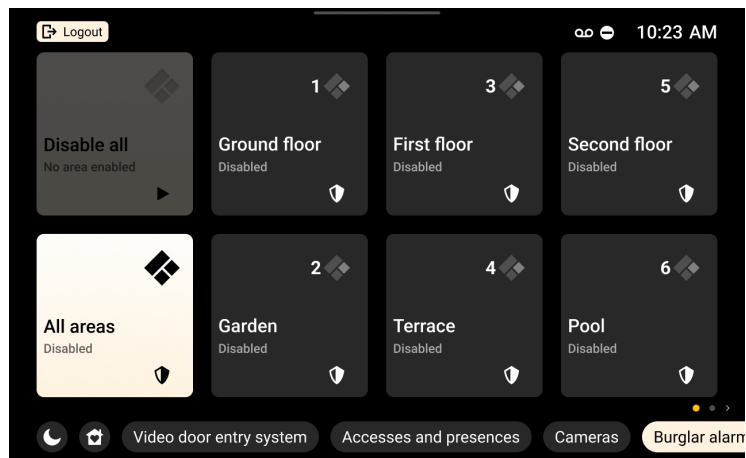 Logout
10:23 AM
Disable all
No area enabled
1
Ground floor
Disabled
3
First floor
Disabled
5
Second floor
Disabled
All areas
Disabled
2
Garden
Disabled
4
Terrace
Disabled
6
Pool
Disabled
Video door entry system
Accesses and presences
Cameras
Burglar alarm